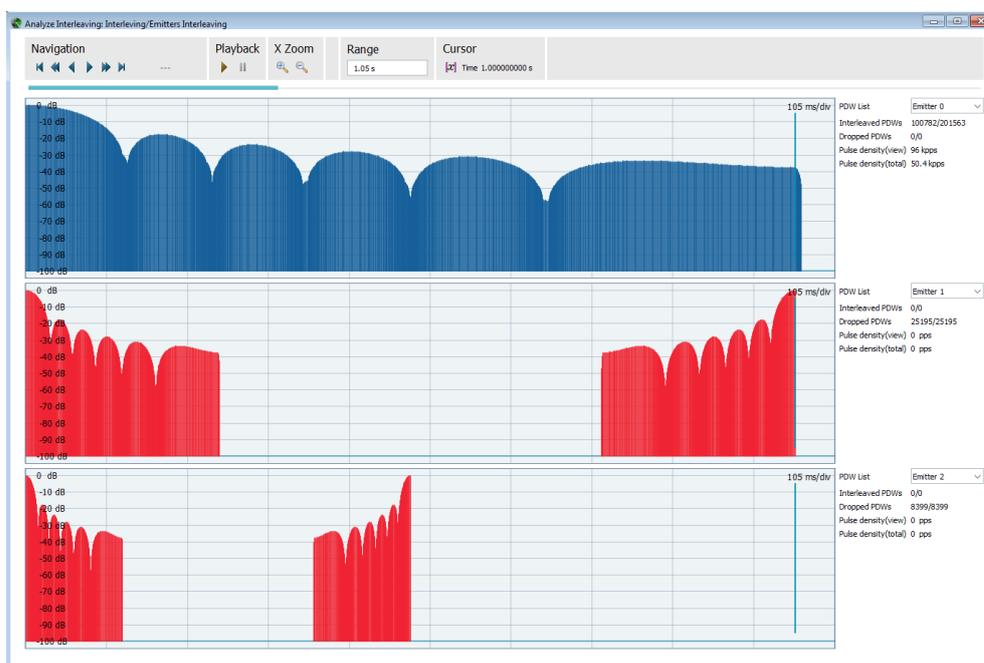 Analyze Interleaving: Interleving/Emitters Interleaving
Navigation
---
Playback
X Zoom
Range
1.05 s
Cursor
[x] Time 1.000000000 s
0 dB
-10 dB
-20 dB
-30 dB
-40 dB
-50 dB
-60 dB
-70 dB
-80 dB
-90 dB
-100 dB
105 ms/div
PDW List Emitter 0
Interleaved PDWs 100782/201563
Dropped PDWs 0/0
Pulse density(view) 96 kpps
Pulse density(total) 50.4 kpps
0 dB
-10 dB
-20 dB
-30 dB
-40 dB
-50 dB
-60 dB
-70 dB
-80 dB
-90 dB
-100 dB
105 ms/div
PDW List Emitter 1
Interleaved PDWs 0/0
Dropped PDWs 25195/25195
Pulse density(view) 0 pps
Pulse density(total) 0 pps
0 dB
-10 dB
-20 dB
-30 dB
-40 dB
-50 dB
-60 dB
-70 dB
-80 dB
-90 dB
-100 dB
105 ms/div
PDW List Emitter 2
Interleaved PDWs 0/0
Dropped PDWs 8399/8399
Pulse density(view) 0 pps
Pulse density(total) 0 pps